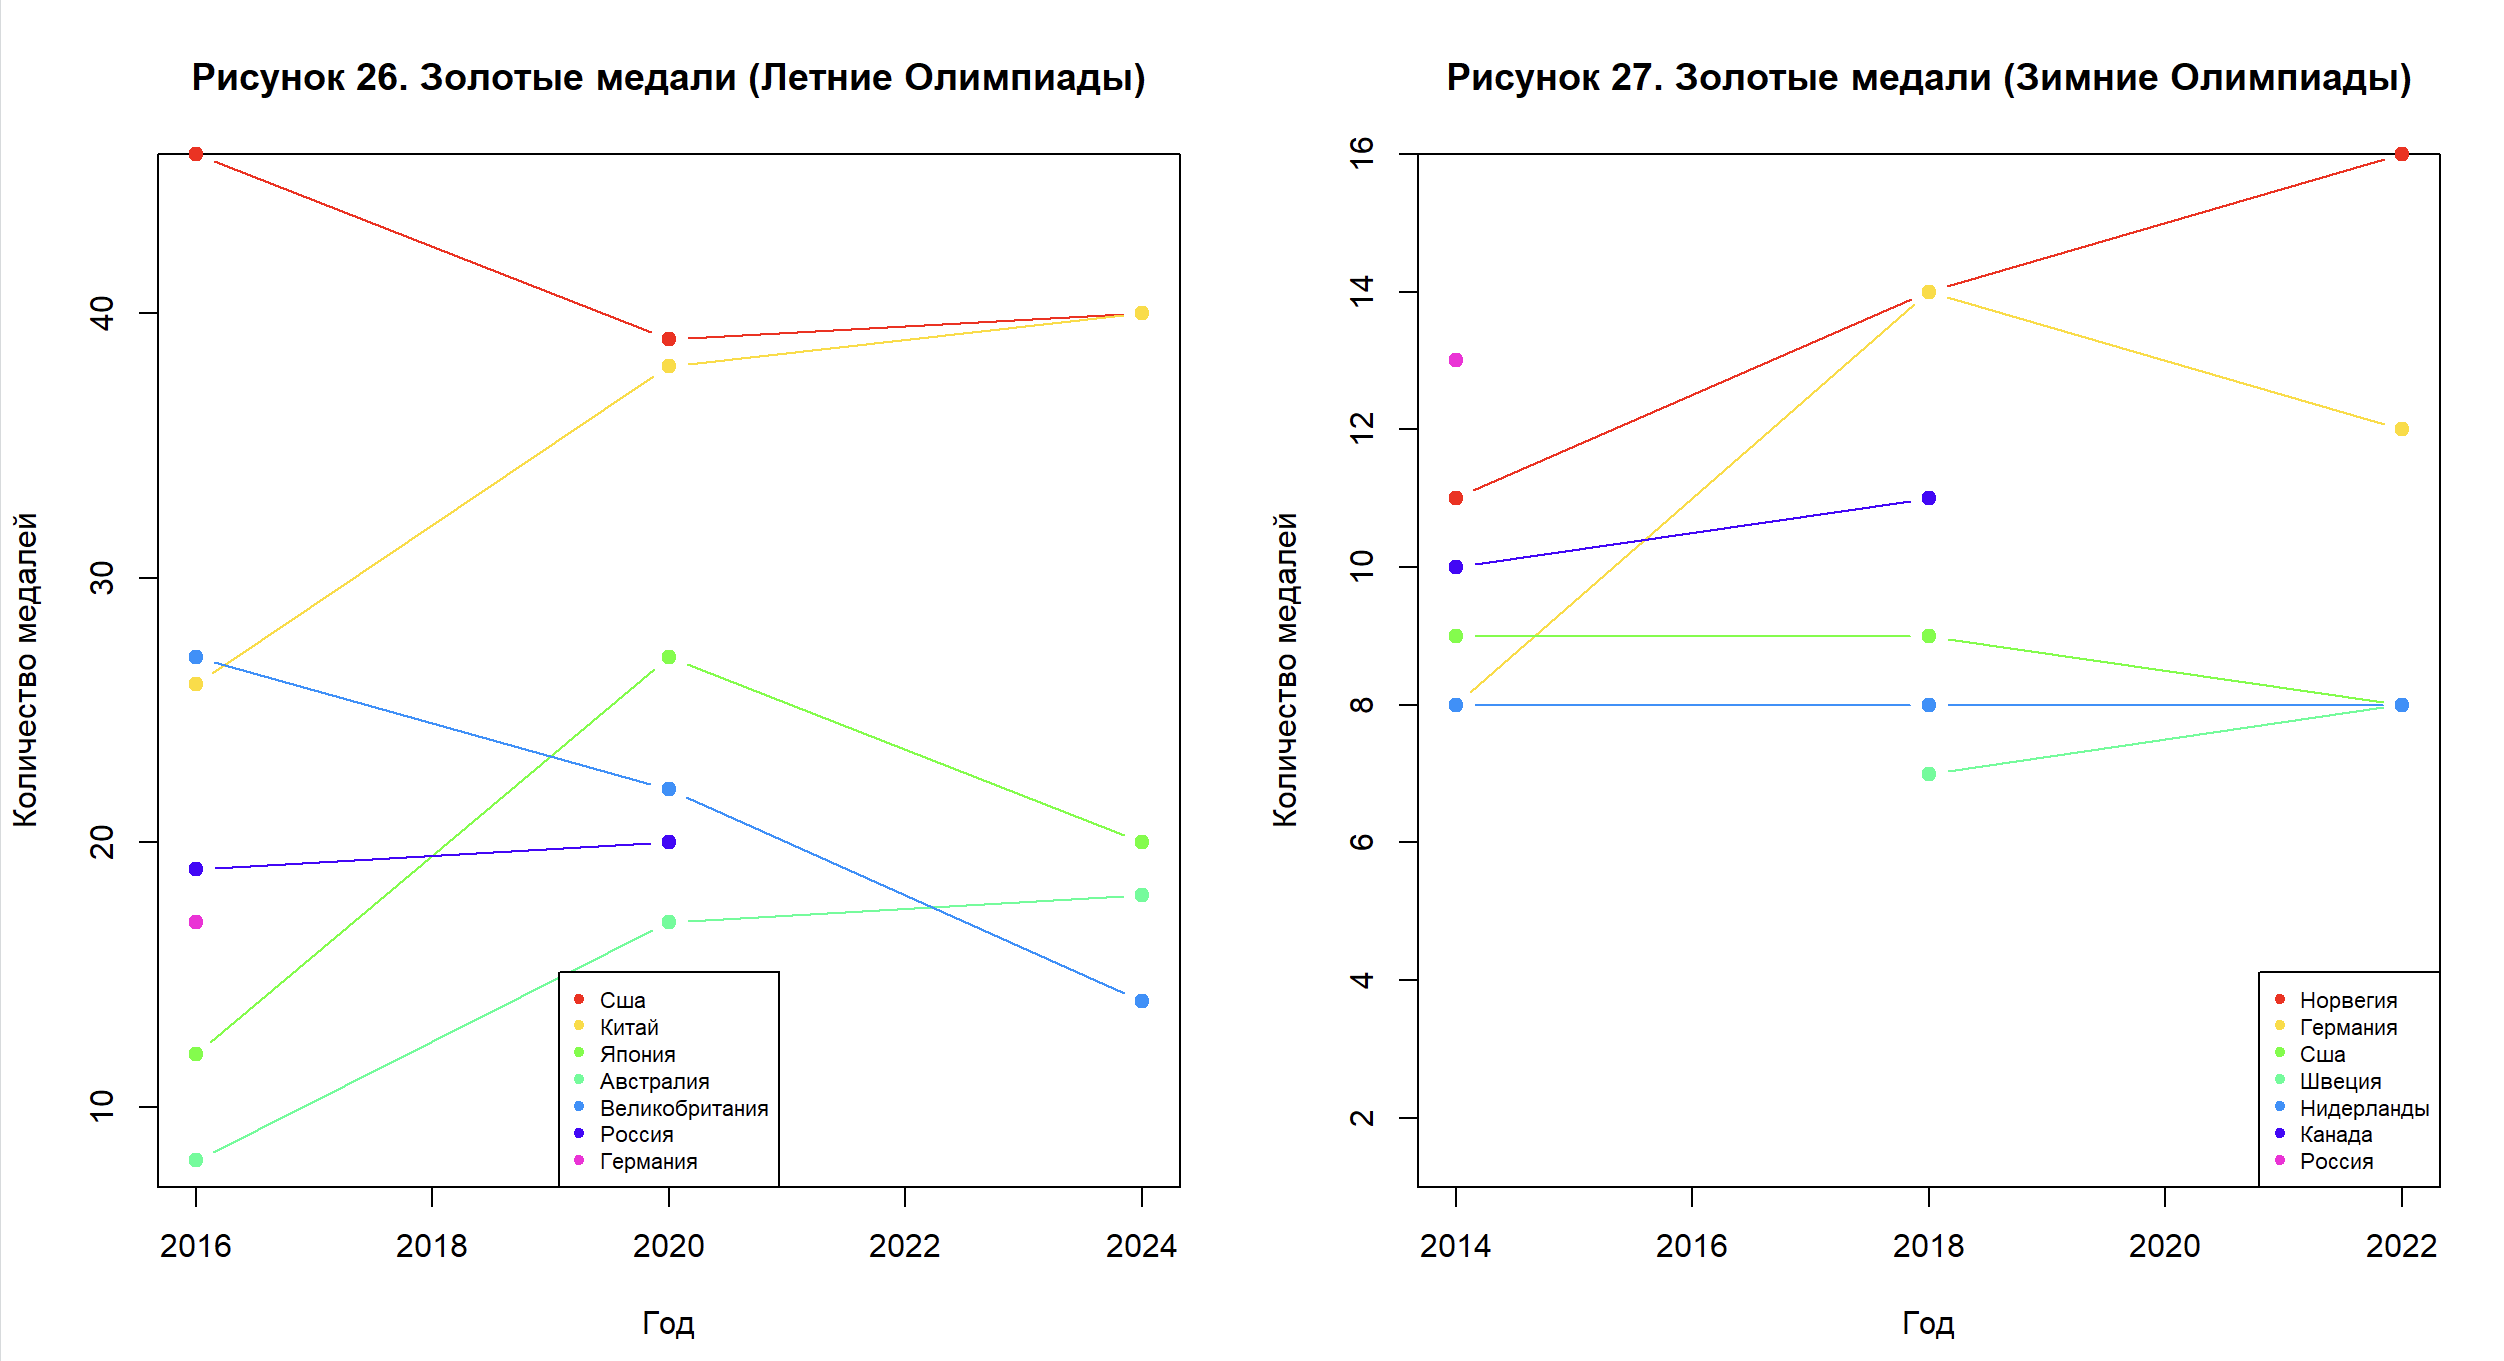 Рисунок 26. Золотые медали (Летние Олимпиады)
Количество медалей
40
30
20
10
Сша
Китай
Япония
Австралия
Великобритания
Россия
Германия
2016 2018 2020 2022 2024
Год
Рисунок 27. Золотые медали (Зимние Олимпиады)
Количество медалей
16
14
12
10
8
6
4
2
Норвегия
Германия
Сша
Швеция
Нидерланды
Канада
Россия
2014 2016 2018 2020 2022
Год